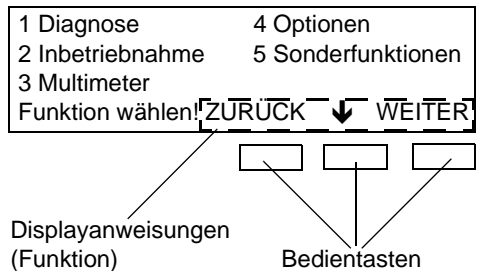 1 Diagnose 4 Optionen
2 Inbetriebnahme 5 Sonderfunktionen
3 Multimeter
Funktion wählen! ZURÜCK 🡳 WEITER
Displayanweisungen
(Funktion) Bedientasten